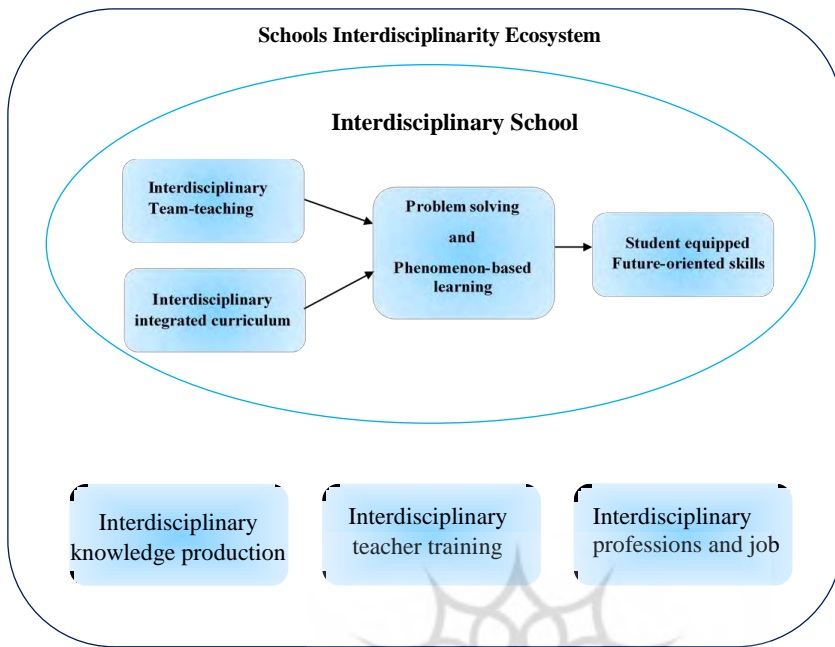 Schools Interdisciplinarity Ecosystem
Interdisciplinary School
Interdisciplinary
Team-teaching
Interdisciplinary
integrated curriculum
Problem solving
and
Phenomenon-based
learning
Student equipped
Future-oriented skills
Interdisciplinary
knowledge production
Interdisciplinary
teacher training
Interdisciplinary
professions and job